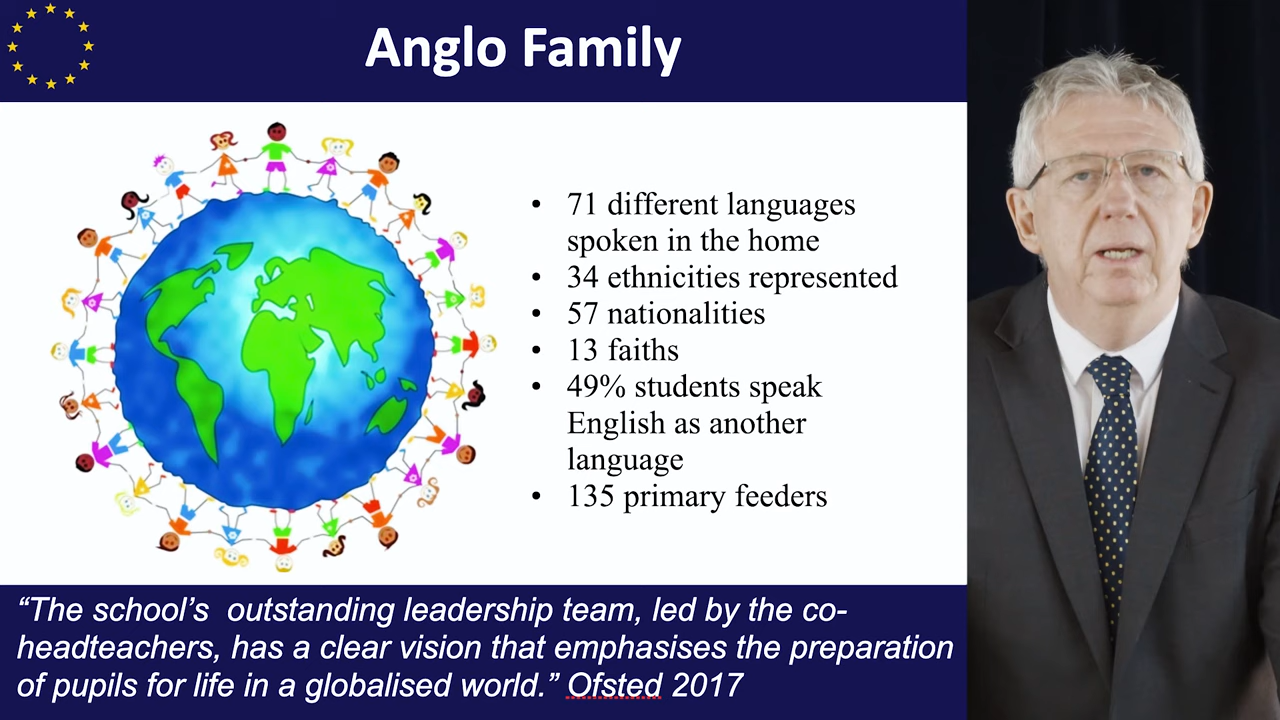 Anglo Family
• 71 different languages
spoken in the home
• 34 ethnicities represented
• 57 nationalities
• 13 faiths
• 49% students speak
English as another
language
• 135 primary feeders
“The school’s  outstanding leadership team, led by the co-
headteachers, has a clear vision that emphasises the preparation
of pupils for life in a globalised world.” Ofsted 2017